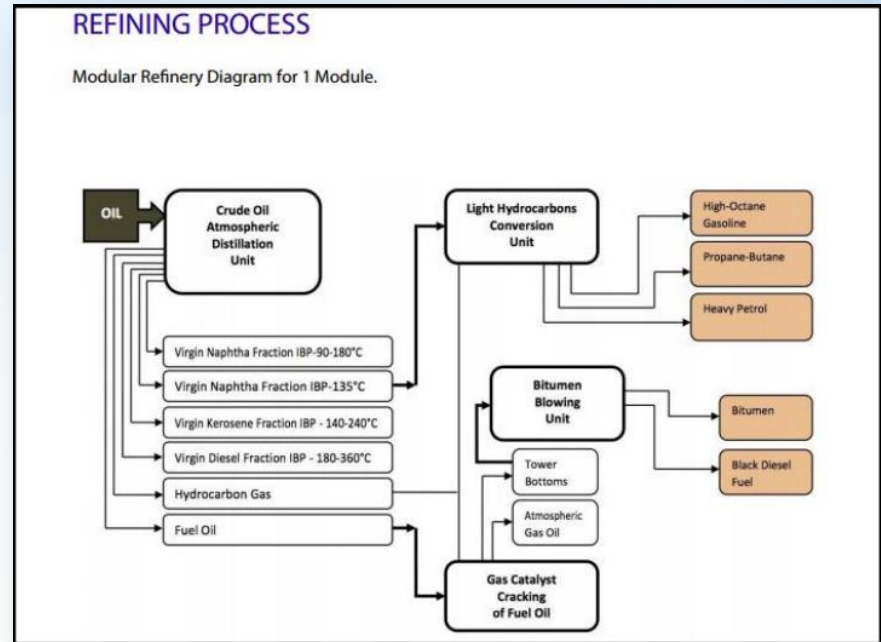 REFINING PROCESS
Modular Refinery Diagram for 1 Module.
OIL
Crude Oil
Atmospheric
Distillation
Unit
Light Hydrocarbons
Conversion
Unit
High-Octane
Gasoline
Propane-Butane
Heavy Petrol
Virgin Naphtha Fraction IBP-90-180°C
Virgin Naphtha Fraction IBP-135°C
Virgin Kerosene Fraction IBP - 140-240°C
Virgin Diesel Fraction IBP - 180-360°C
Hydrocarbon Gas
Fuel Oil
Bitumen
Blowing
Unit
Bitumen
Black Diesel
Fuel
Tower
Bottoms
Atmospheric
Gas Oil
Gas Catalyst
Cracking
of Fuel Oil